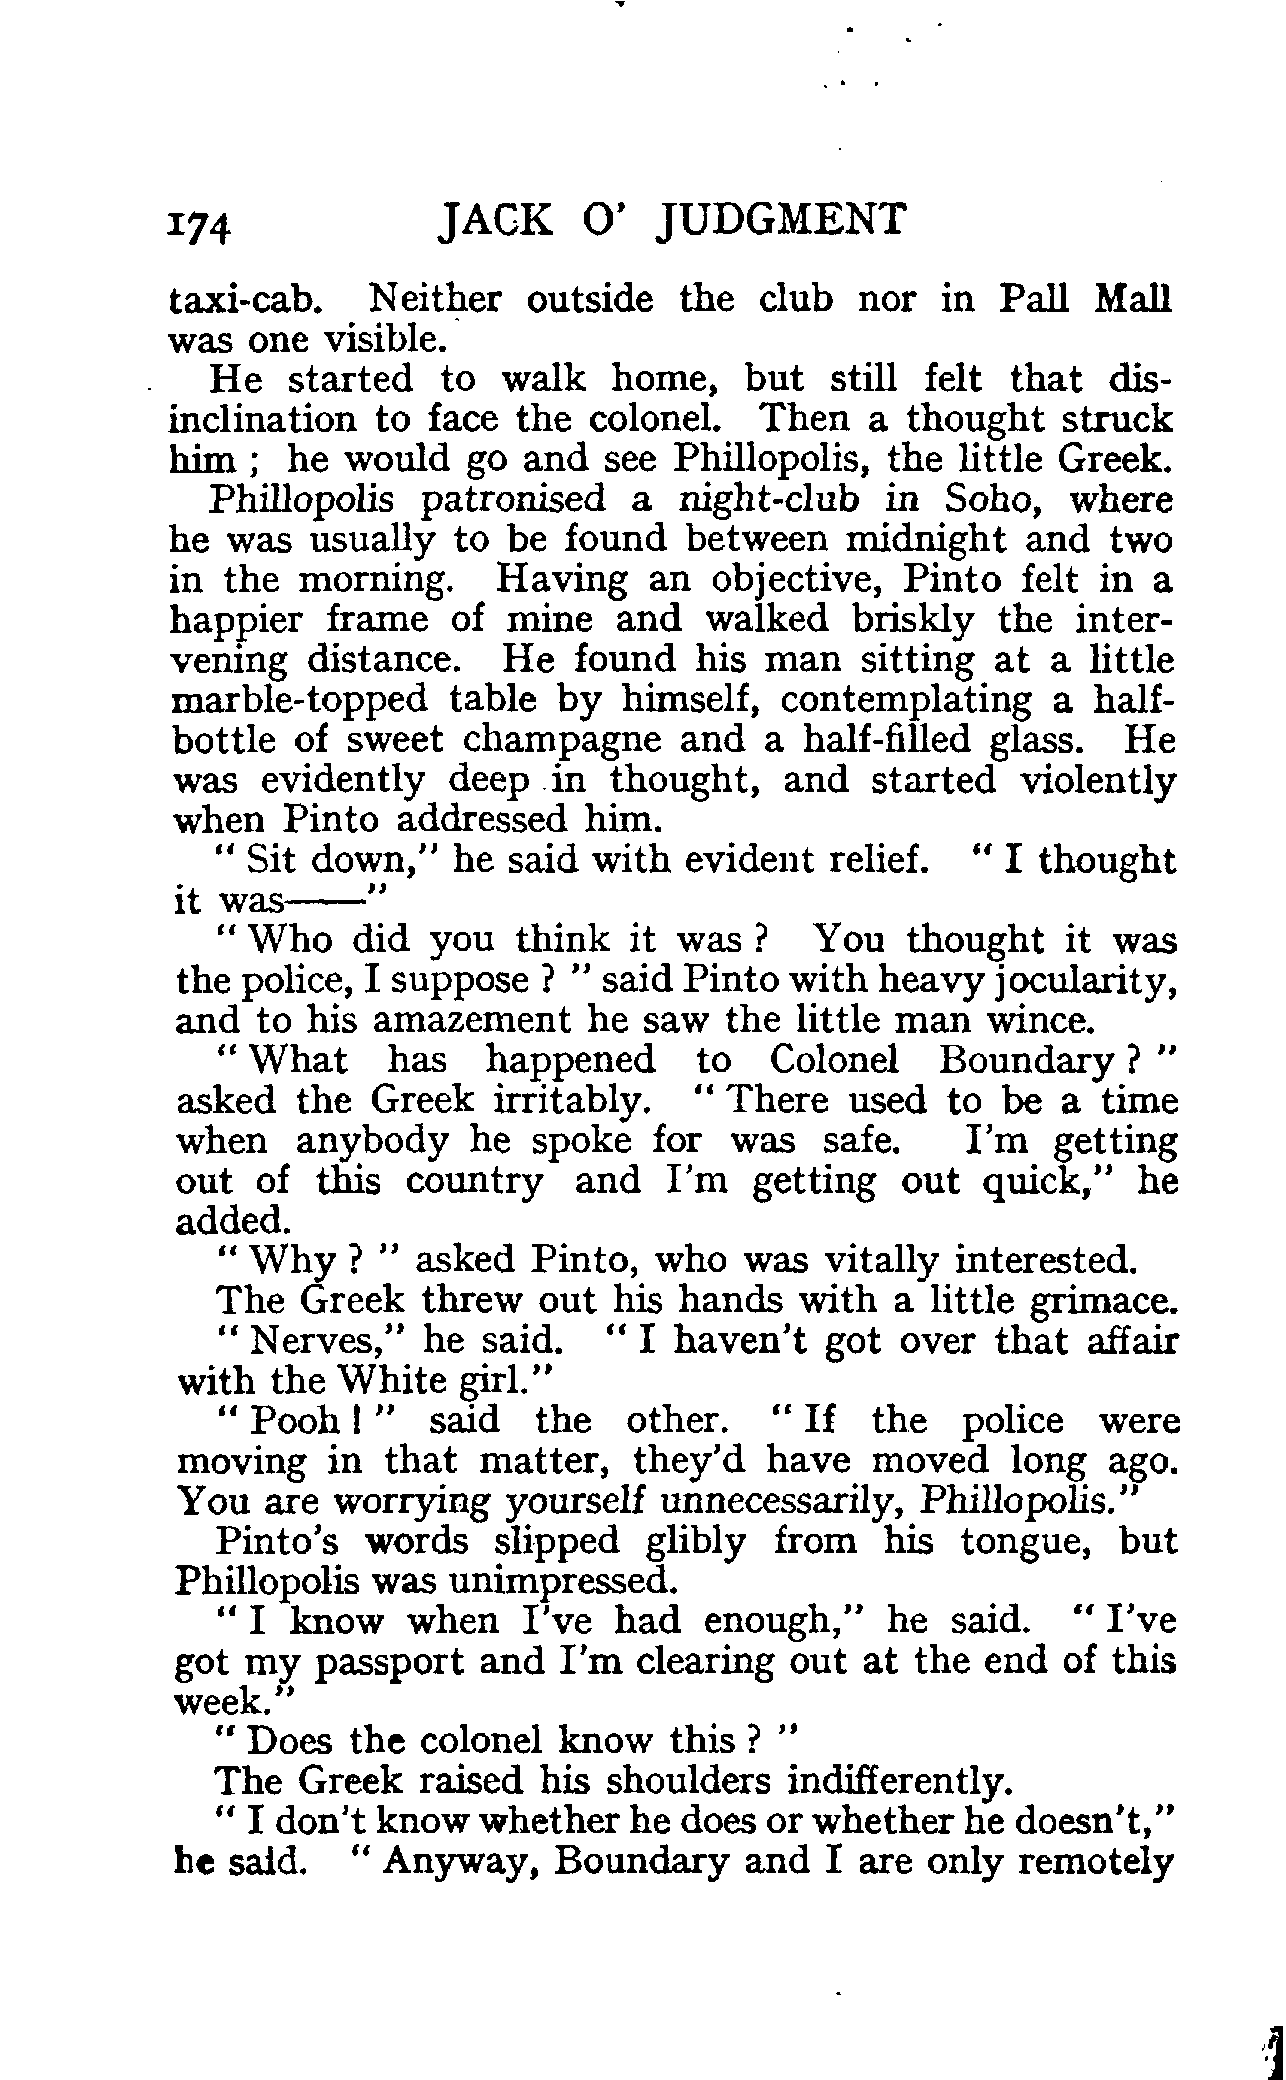 174 JACK O' JUDGMENT
taxi-cab. Neither outside the club nor in Pall Mall
was one visible.
He started to walk home, but still felt that dis-
inclination to face the colonel. Then a thought struck
him ; he would go and see Phillopolis, the little Greek.
Phillopolis patronised a night-club in Soho, where
he was usually to be found between midnight and two
in the morning. Having an objective, Pinto felt in a
happier frame of mine and walked briskly the inter-
vening distance. He found his man sitting at a little
marble-topped table by himself, contemplating a half-
bottle of sweet champagne and a half-filled glass. He
was evidently deep in thought, and started violently
when Pinto addressed him.
" Sit down," he said with evident relief. " I thought
it was——"
" Who did you think it was ? You thought it was
the police, I suppose ? " said Pinto with heavy jocularity,
and to his amazement he saw the little man wince.
" What has happened to Colonel Boundary ? "
asked the Greek irritably. " There used to be a time
when anybody he spoke for was safe. I'm getting
out of this country and I'm getting out quick," he
added.
" Why ? " asked Pinto, who was vitally interested.
The Greek threw out his hands with a little grimace.
" Nerves," he said. " I haven't got over that affair
with the White girl."
" Pooh ! " said the other. " If the police were
moving in that matter, they'd have moved long ago.
You are worrying yourself unnecessarily, Phillopolis."
Pinto's words slipped glibly from his tongue, but
Phillopolis was unimpressed.
" I know when I've had enough," he said. " I've
got my passport and I'm clearing out at the end of this
week."
" Does the colonel know this ? "
The Greek raised his shoulders indifferently.
" I don't know whether he does or whether he doesn't,"
he said. " Anyway, Boundary and I are only remotely